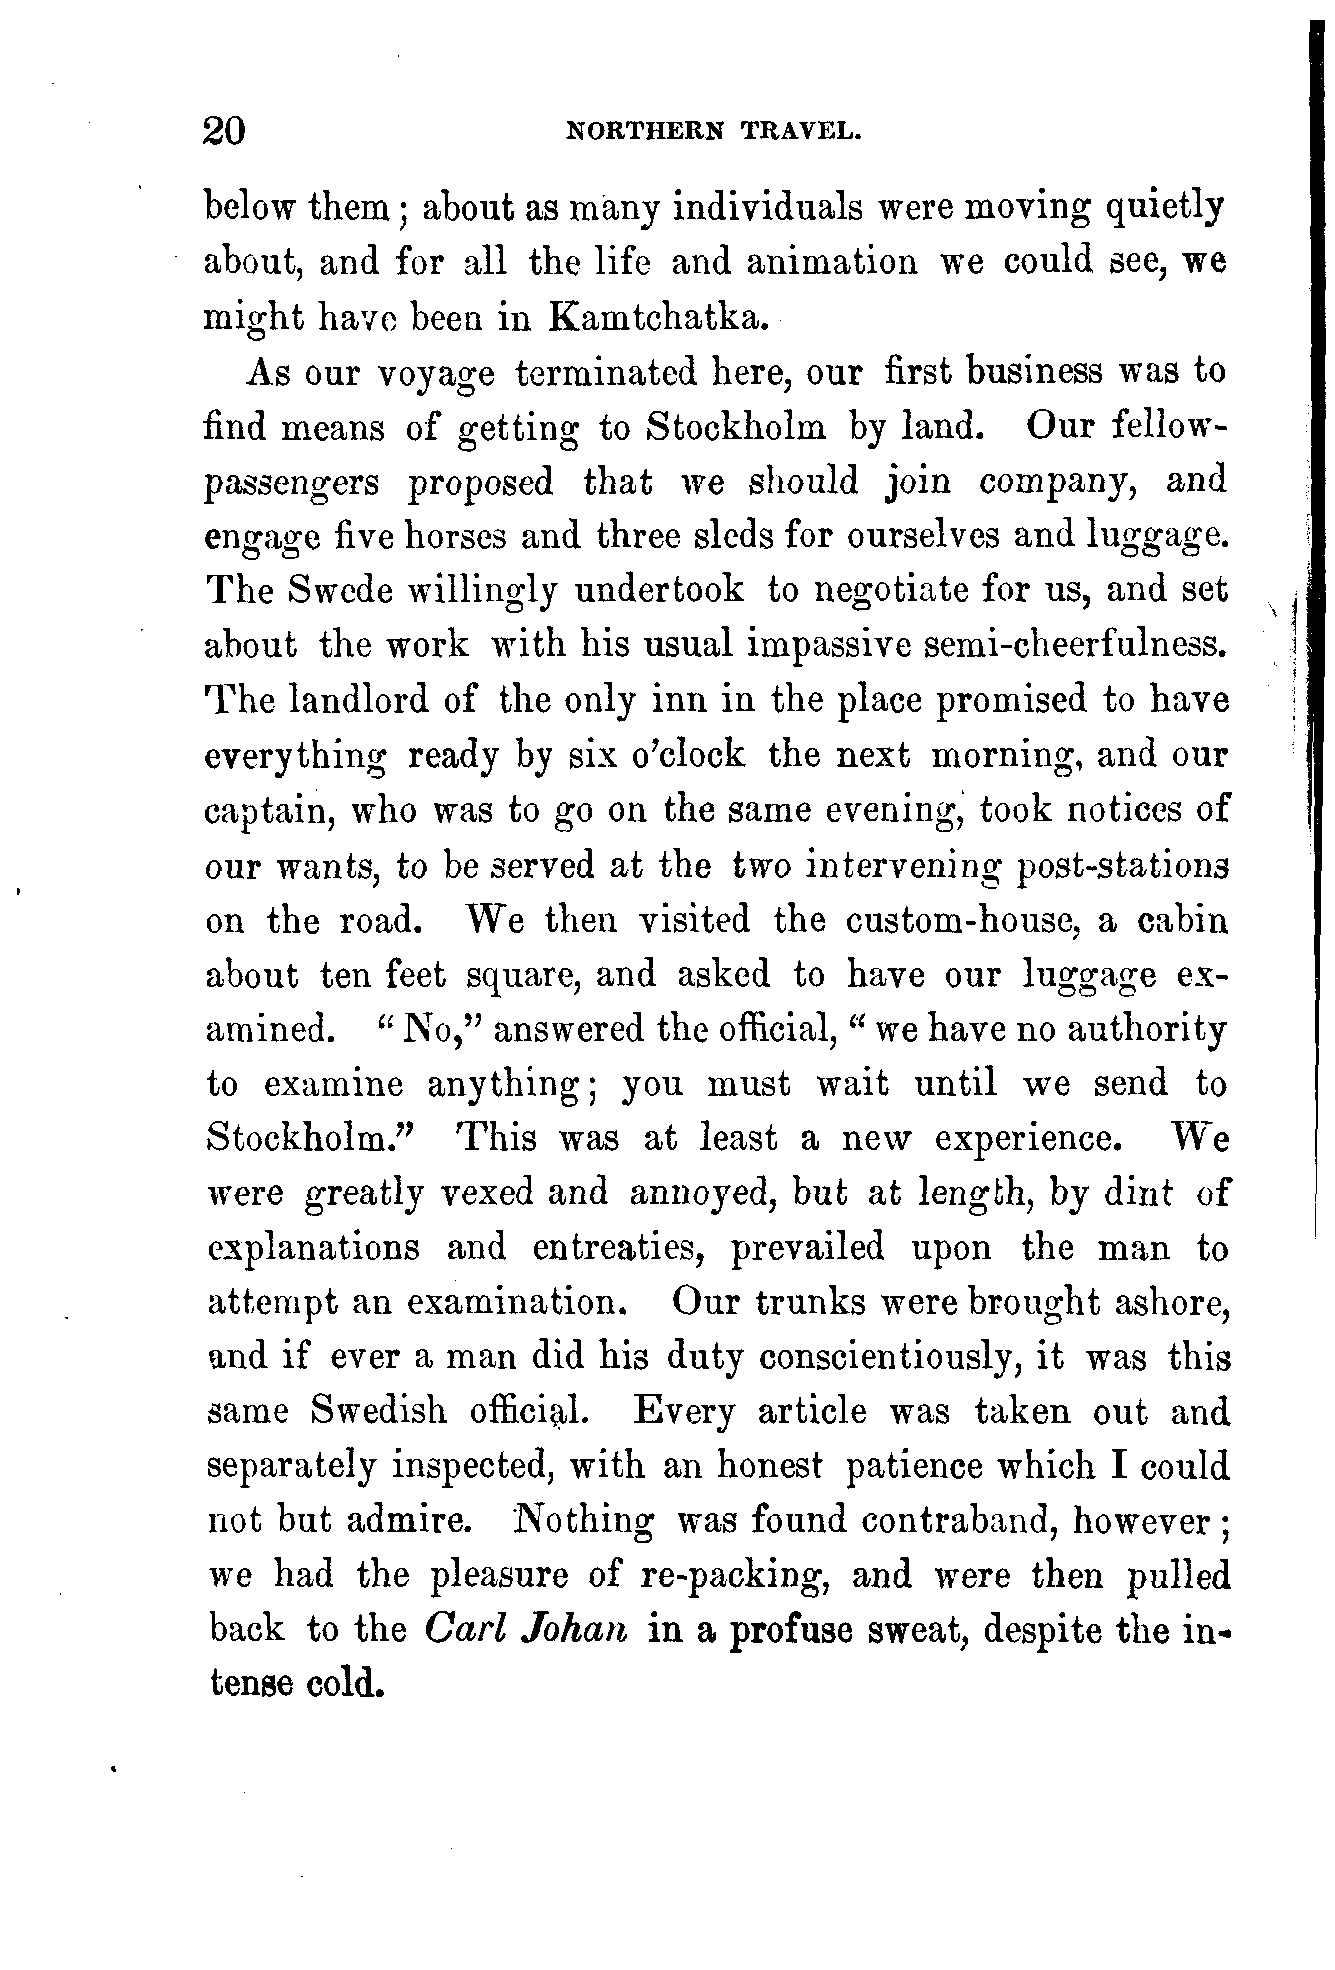 20 NORTHERN TRAVEL.
below them; about as many individuals were moving quietly
about, and for all the life and animation we could see, we
might have been in Kamtchatka.
As our voyage terminated here, our first business was to
find means of getting to Stockholm by land. Our fellow-
passengers proposed that we should join company, and
engage five horses and three sleds for ourselves and luggage.
The Swede willingly undertook to negotiate for us, and set
about the work with his usual impassive semi-cheerfulness.
The landlord of the only inn in the place promised to have
everything ready by six o'clock the next morning, and our
captain, who was to go on the same evening, took notices of
our wants, to be served at the two intervening post-stations
on the road. We then visited the custom-house, a cabin
about ten feet square, and asked to have our luggage ex-
amined. "No," answered the official, "we have no authority
to examine anything; you must wait until we send to
Stockholm." This was at least a new experience. We
were greatly vexed and annoyed, but at length, by dint of
explanations and entreaties, prevailed upon the man to
attempt an examination. Our trunks were brought ashore,
and if ever a man did his duty conscientiously, it was this
same Swedish official. Every article was taken out and
separately inspected, with an honest patience which I could
not but admire. Nothing was found contraband, however;
we had the pleasure of re-packing, and were then pulled
back to the Carl Johan in a profuse sweat, despite the in-
tense cold.